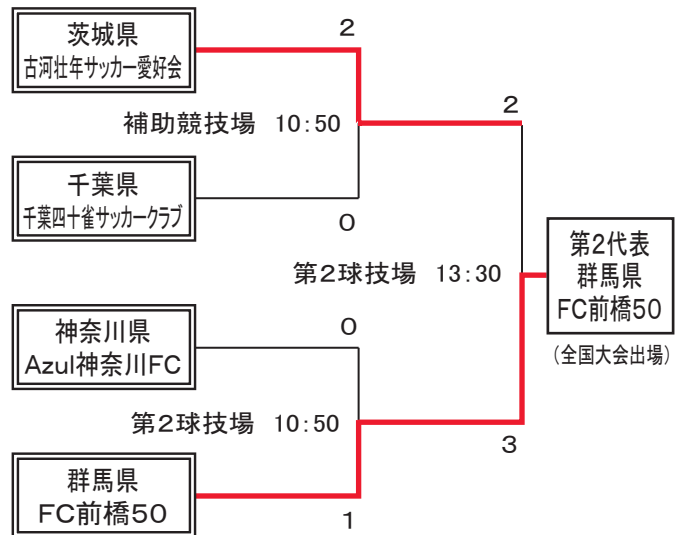 茨城県
古河壮年サッカー愛好会
2
補助競技場 10:50
2
千葉県
千葉四十雀サッカークラブ
0
第2球技場 13:30
第2代表
群馬県
FC前橋50
(全国大会出場)
神奈川県
Azul神奈川FC
0
第2球技場 10:50
3
群馬県
FC前橋50
1